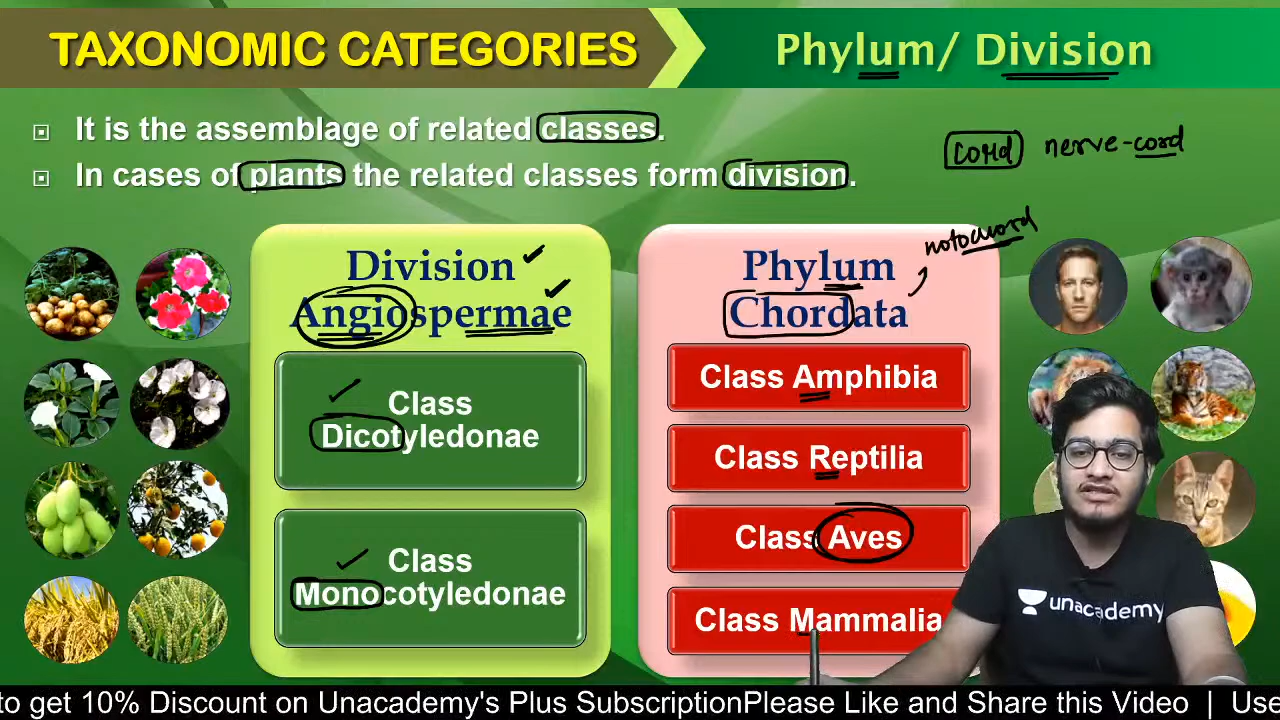 TAXONOMIC CATEGORIES
Phylum/ Division
It is the assemblage of related classes.
In cases of plants the related classes form division.
cord nerve-cord
notochord
Division
Angiospermae
Class
Dicotyledonae
Class
Monocotyledonae
Phylum
Chordata
Class Amphibia
Class Reptilia
Class Aves
Class Mammalia
unacademy
to get 10% Discount on Unacademy's Plus SubscriptionPlease Like and Share this Video | Use